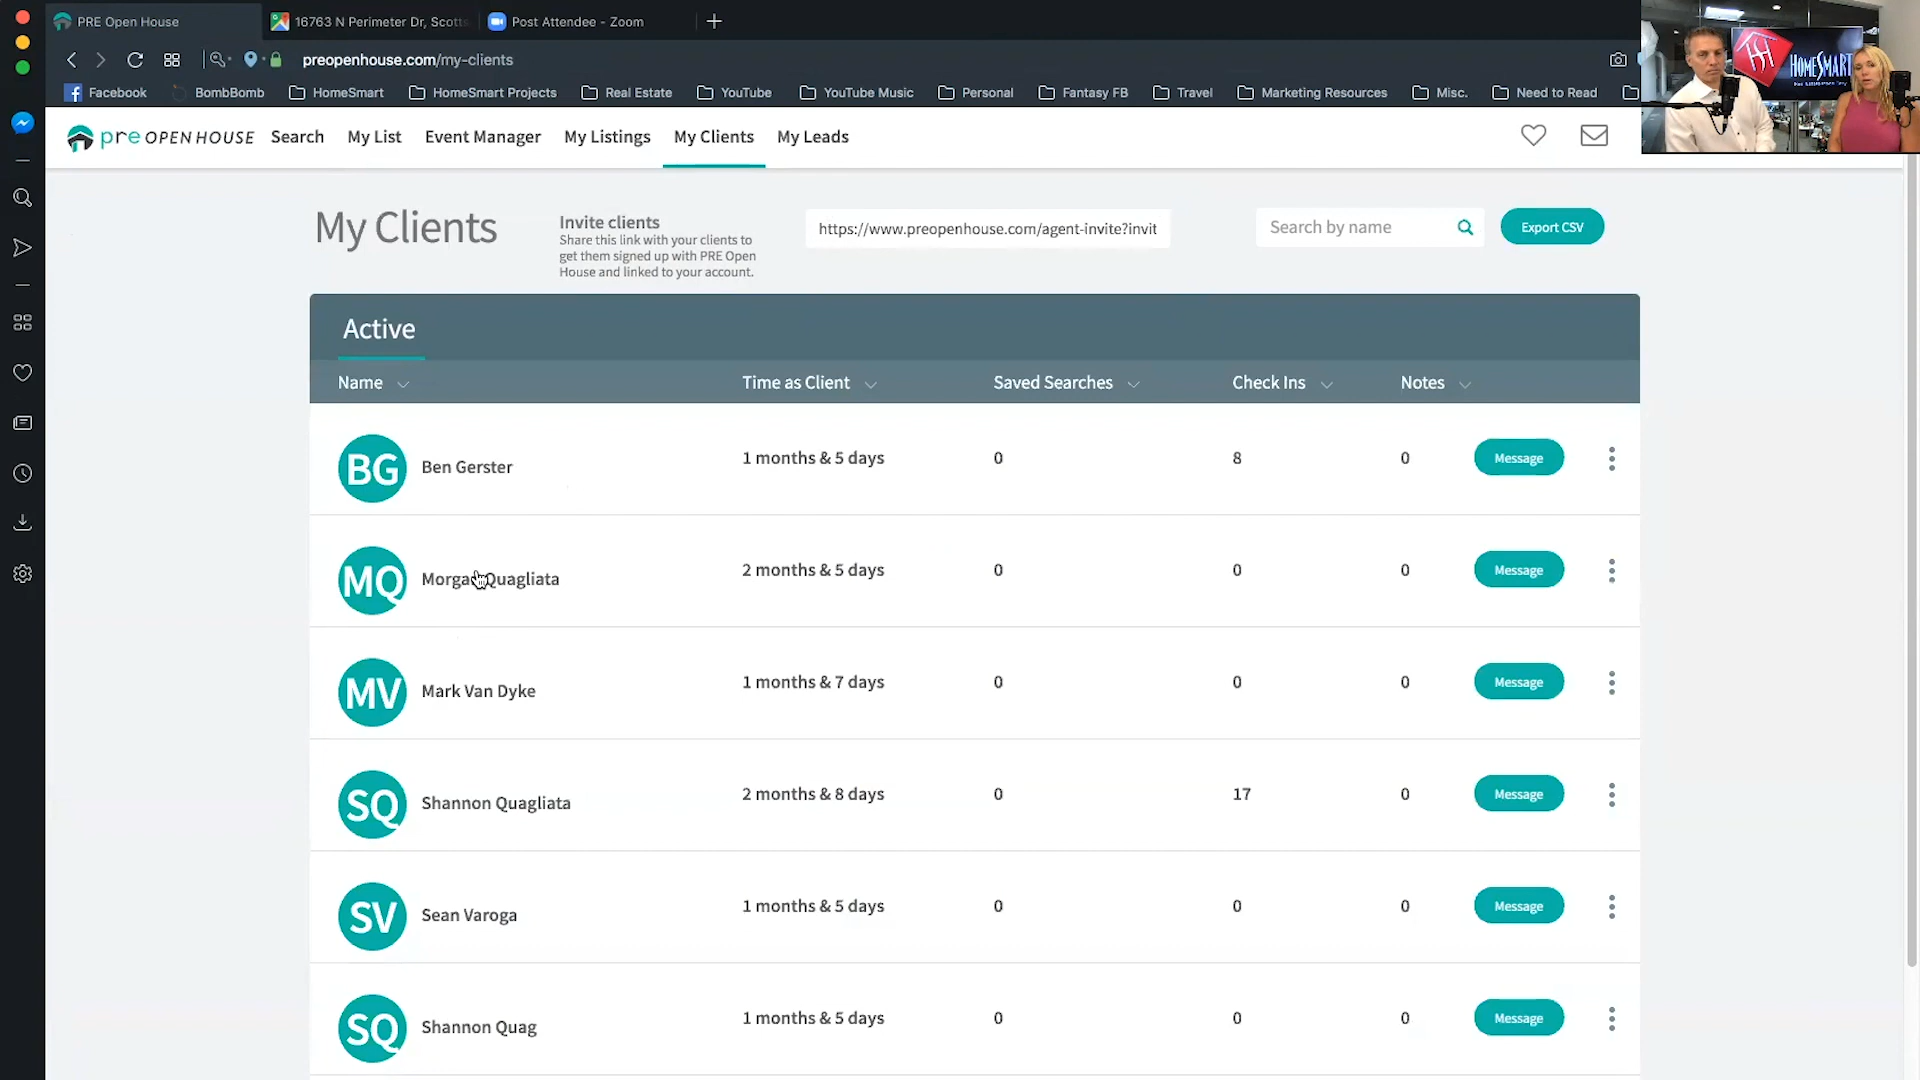 PRE Open House
16763 N Perimeter Dr, Scotts
Post Attendee - Zoom
preopenhouse.com/my-clients
Facebook
BombBomb
HomeSmart
HomeSmart Projects
Real Estate
YouTube
YouTube Music
Personal
Fantasy FB
Travel
Marketing Resources
Misc.
Need to Read
HOMESMART
pre OPEN HOUSE
Search
My List
Event Manager
My Listings
My Clients
My Leads
My Clients
Invite clients
Share this link with your clients to
get them signed up with PRE Open
House and linked to your account.
https://www.preopenhouse.com/agent-invite?invit
Search by name
Export CSV
Active
Name
Time as Client
Saved Searches
Check Ins
Notes
BG
Ben Gerster
1 months & 5 days
0
8
0
Message
MQ
Morgan Quagliata
2 months & 5 days
0
0
0
Message
MV
Mark Van Dyke
1 months & 7 days
0
0
0
Message
SQ
Shannon Quagliata
2 months & 8 days
0
17
0
Message
SV
Sean Varoga
1 months & 5 days
0
0
0
Message
SQ
Shannon Quag
1 months & 5 days
0
0
0
Message